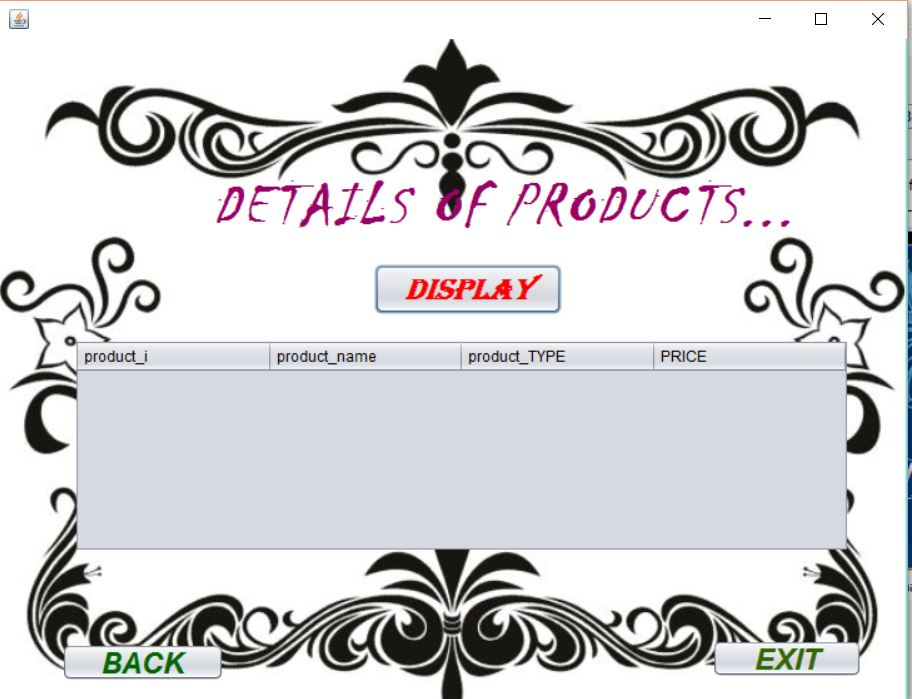 DETAILS OF PRODUCTS...
DISPLAY
product_i product_name product_TYPE PRICE
BACK EXIT